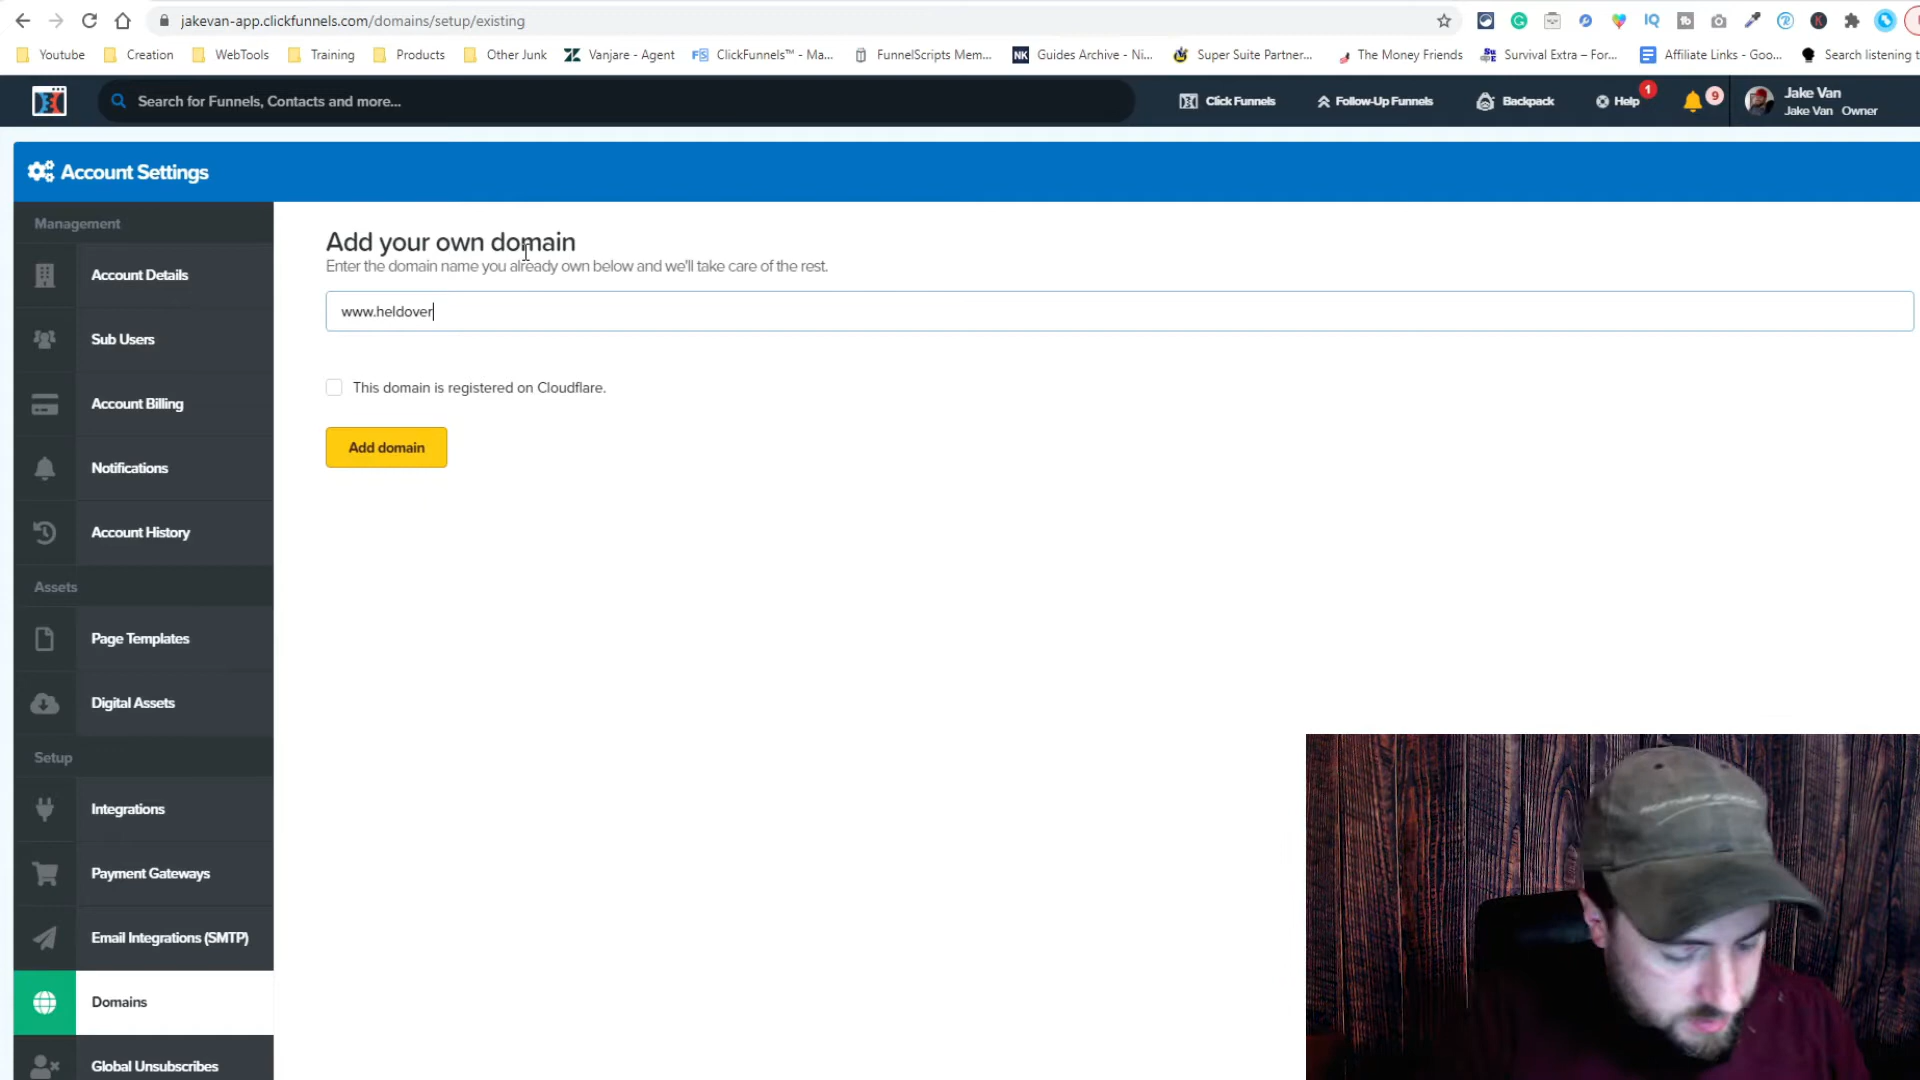 jakevan-app.clickfunnels.com/domains/setup/existing
Youtube Creation WebTools Training Products Other Junk Vanjare - Agent ClickFunnels™ - Ma... FunnelScripts Mem... Guides Archive - Ni... Super Suite Partner... The Money Friends Survival Extra – For... Affiliate Links - Goo... Search listening t
Search for Funnels, Contacts and more... Click Funnels Follow-Up Funnels Backpack Help 1 9 Jake Van
Jake Van Owner
Account Settings
Management
Account Details
Sub Users
Account Billing
Notifications
Account History
Assets
Page Templates
Digital Assets
Setup
Integrations
Payment Gateways
Email Integrations (SMTP)
Domains
Global Unsubscribes
Add your own domain
Enter the domain name you already own below and we'll take care of the rest.
www.heldover
This domain is registered on Cloudflare.
Add domain